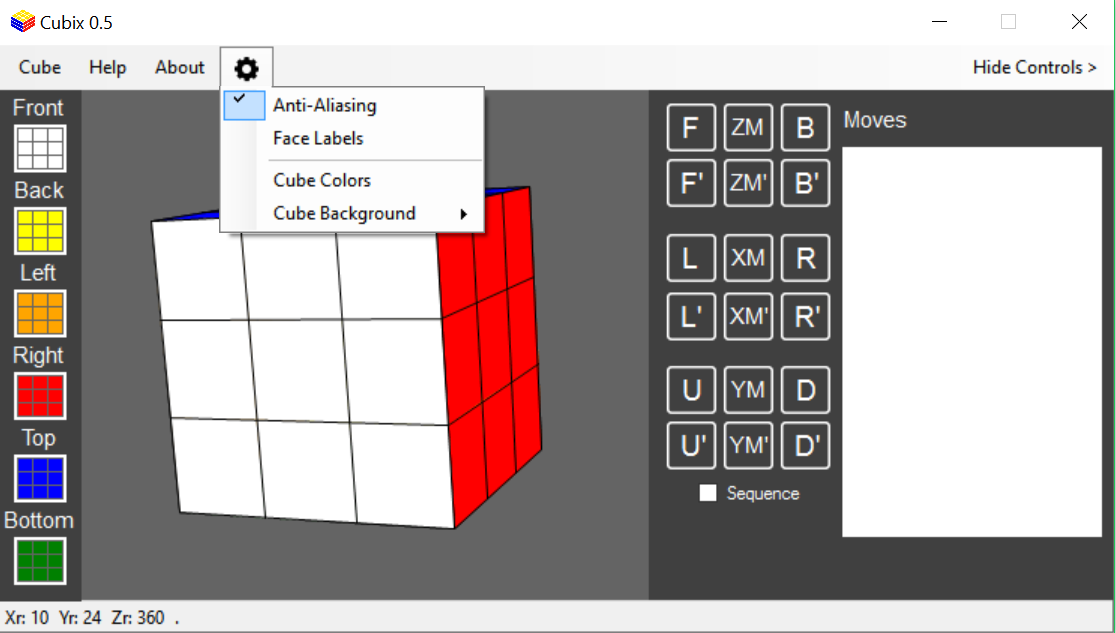 Cubix 0.5
Cube Help About Hide Controls >
Anti-Aliasing
Face Labels
Cube Colors
Cube Background
Front
Back
Left
Right
Top
Bottom
F ZM B
F' ZM' B'
L XM R
L' XM' R'
U YM D
U' YM' D'
Sequence
Moves
Xr: 10 Yr: 24 Zr: 360 .